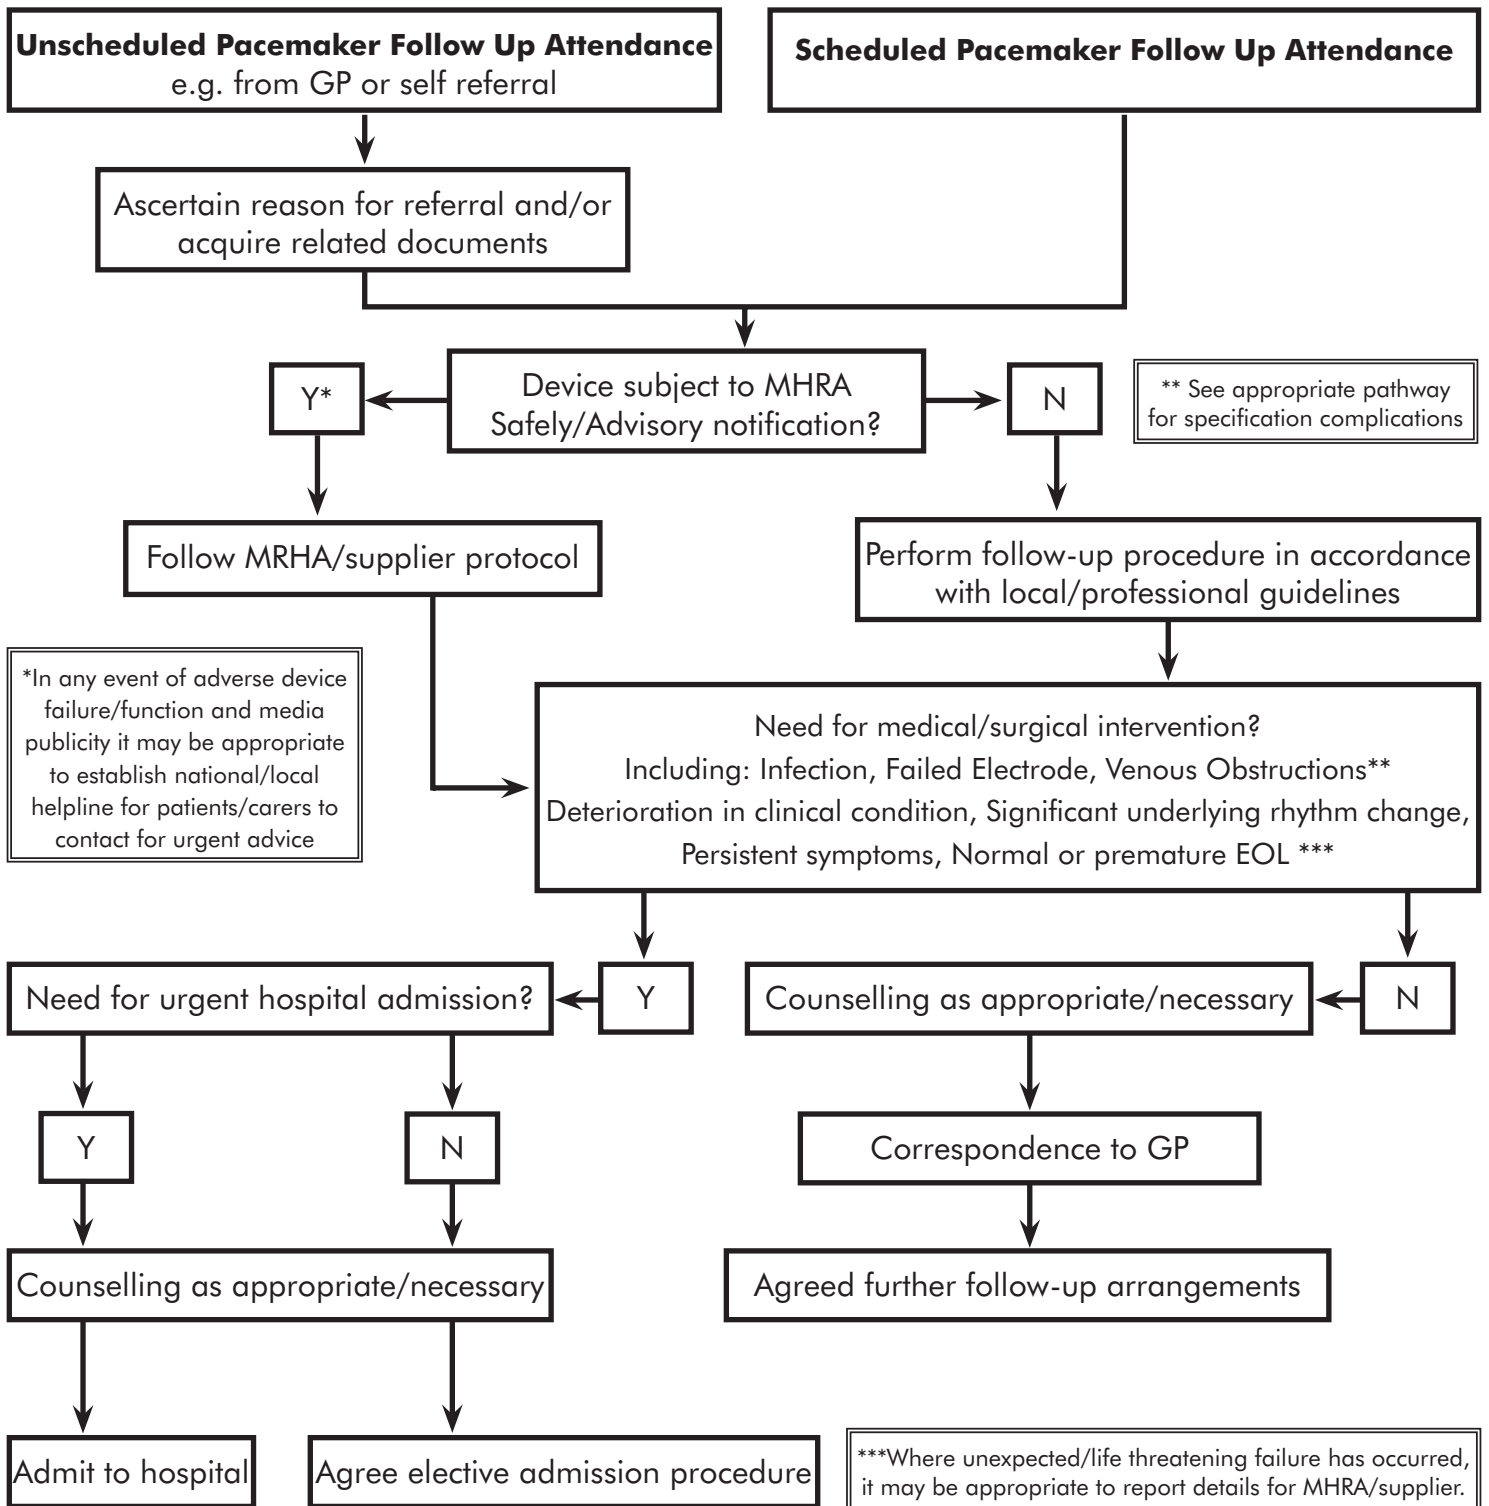 Unscheduled Pacemaker Follow Up Attendance
e.g. from GP or self referral
Scheduled Pacemaker Follow Up Attendance
Ascertain reason for referral and/or
acquire related documents
Device subject to MHRA
Safely/Advisory notification?
Y*
N
** See appropriate pathway
for specification complications
Follow MRHA/supplier protocol
Perform follow-up procedure in accordance
with local/professional guidelines
*In any event of adverse device
failure/function and media
publicity it may be appropriate
to establish national/local
helpline for patients/carers to
contact for urgent advice
Need for medical/surgical intervention?
Including: Infection, Failed Electrode, Venous Obstructions**
Deterioration in clinical condition, Significant underlying rhythm change,
Persistent symptoms, Normal or premature EOL ***
Need for urgent hospital admission?
Y
Counselling as appropriate/necessary
N
Y
N
Correspondence to GP
Counselling as appropriate/necessary
Agreed further follow-up arrangements
Admit to hospital
Agree elective admission procedure
***Where unexpected/life threatening failure has occurred,
it may be appropriate to report details for MHRA/supplier.